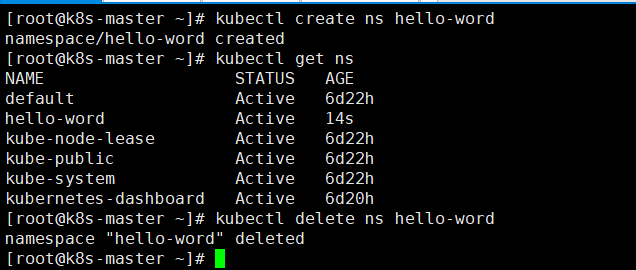 [root@k8s-master ~]# kubectl create ns hello-word
namespace/hello-word created
[root@k8s-master ~]# kubectl get ns
NAME                   STATUS   AGE
default                Active   6d22h
hello-word             Active   14s
kube-node-lease        Active   6d22h
kube-public            Active   6d22h
kube-system            Active   6d22h
kubernetes-dashboard   Active   6d20h
[root@k8s-master ~]# kubectl delete ns hello-word
namespace "hello-word" deleted
[root@k8s-master ~]#